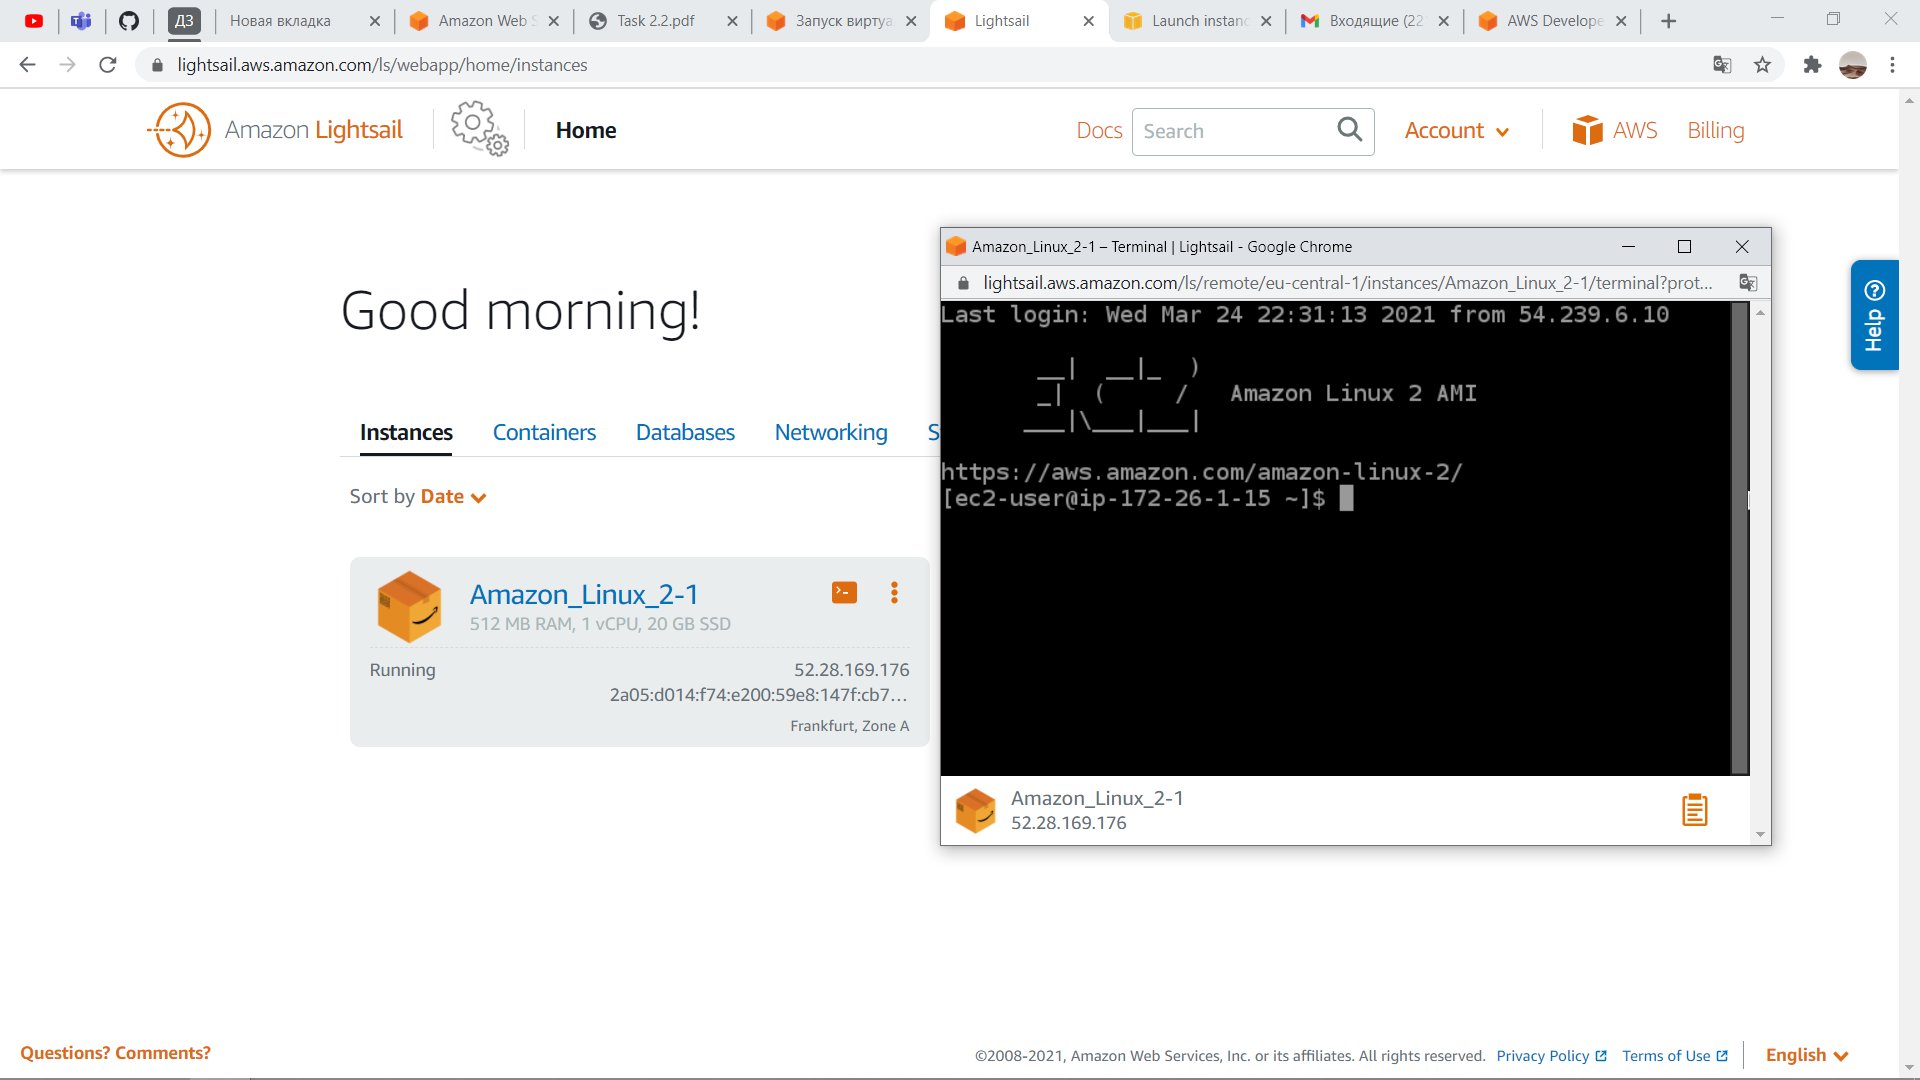 ДЗ
Новая вкладка
Amazon Web S
Task 2.2.pdf
Запуск виртуа
Lightsail
Launch instanc
Входящие (22
AWS Develope
lightsail.aws.amazon.com/ls/webapp/home/instances
Amazon Lightsail
Home
Docs
Search
Account
AWS
Billing
Good morning!
Instances
Containers
Databases
Networking
S
Sort by Date
Amazon_Linux_2-1
512 MB RAM, 1 vCPU, 20 GB SSD
Running
52.28.169.176
2a05:d014:f74:e200:59e8:147f:cb7...
Frankfurt, Zone A
Amazon_Linux_2-1 – Terminal | Lightsail - Google Chrome
lightsail.aws.amazon.com/ls/remote/eu-central-1/instances/Amazon_Linux_2-1/terminal?prot...
Last login: Wed Mar 24 22:31:13 2021 from 54.239.6.10
__|  __|_  )
_|  (     /   Amazon Linux 2 AMI
___|\___|___|
https://aws.amazon.com/amazon-linux-2/
[ec2-user@ip-172-26-1-15 ~]$
Amazon_Linux_2-1
52.28.169.176
Help
Questions? Comments?
©2008-2021, Amazon Web Services, Inc. or its affiliates. All rights reserved.
Privacy Policy
Terms of Use
English